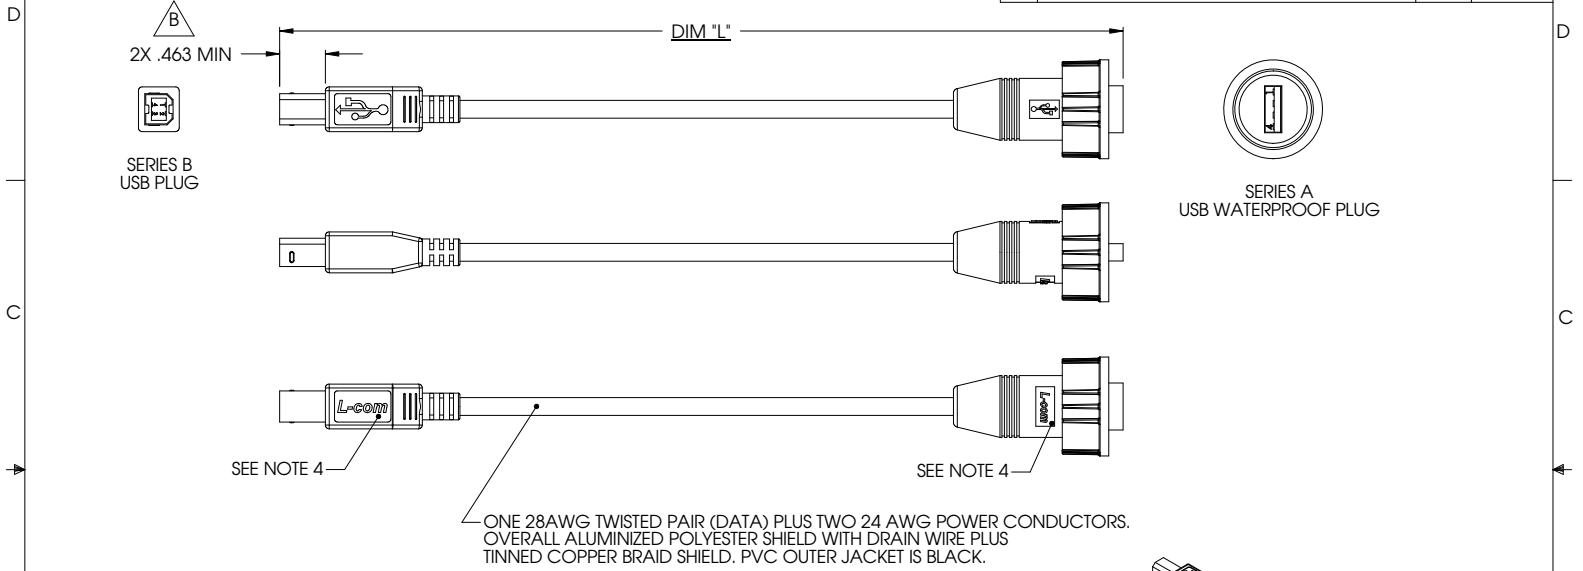 D
B
2X .463 MIN
DIM "L"
D
SERIES B
USB PLUG
SERIES A
USB WATERPROOF PLUG
C
C
L-com
L-com
SEE NOTE 4
SEE NOTE 4
ONE 28AWG TWISTED PAIR (DATA) PLUS TWO 24 AWG POWER CONDUCTORS.
OVERALL ALUMINIZED POLYESTER SHIELD WITH DRAIN WIRE PLUS
TINNED COPPER BRAID SHIELD. PVC OUTER JACKET IS BLACK.